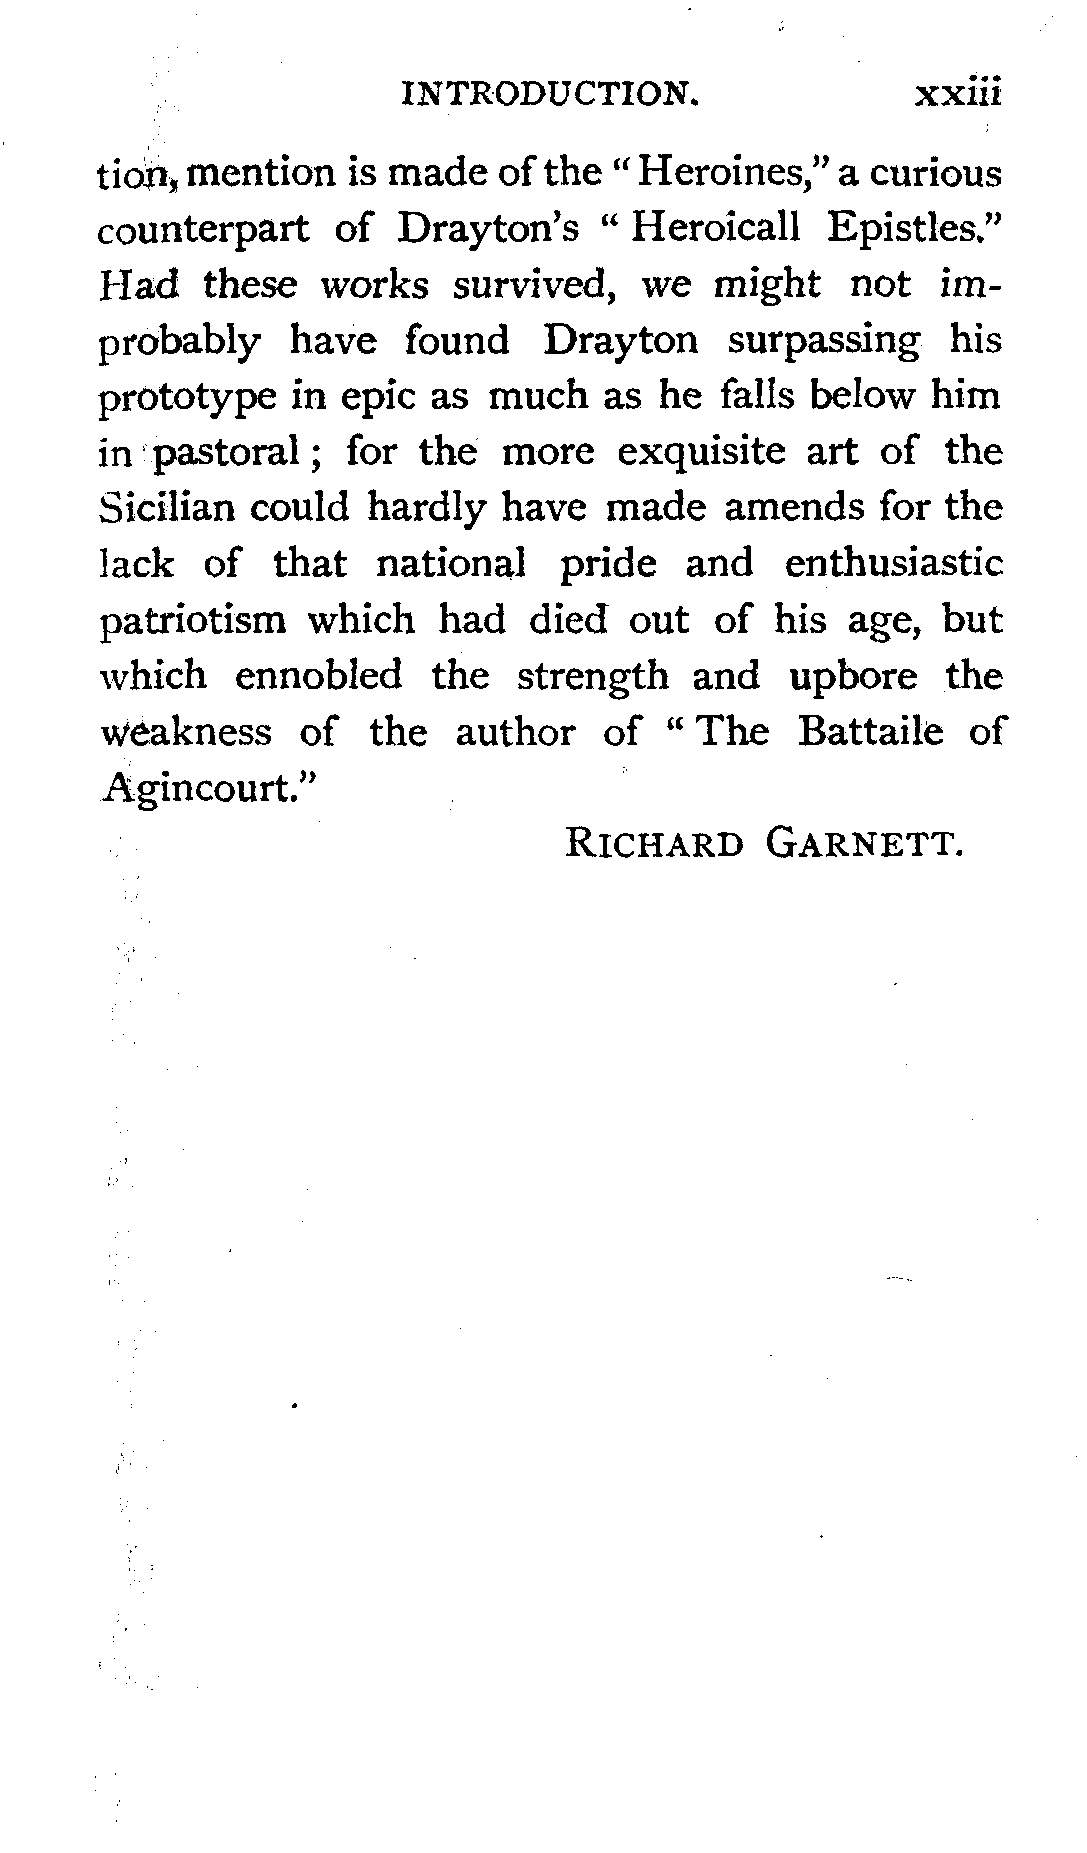 INTRODUCTION. xxiii
tion, mention is made of the “Heroines,” a curious
counterpart of Drayton’s “Heroicall Epistles.”
Had these works survived, we might not im-
probably have found Drayton surpassing his
prototype in epic as much as he falls below him
in pastoral; for the more exquisite art of the
Sicilian could hardly have made amends for the
lack of that national pride and enthusiastic
patriotism which had died out of his age, but
which ennobled the strength and upbore the
weakness of the author of “The Battaile of
Agincourt.”
RICHARD GARNETT.